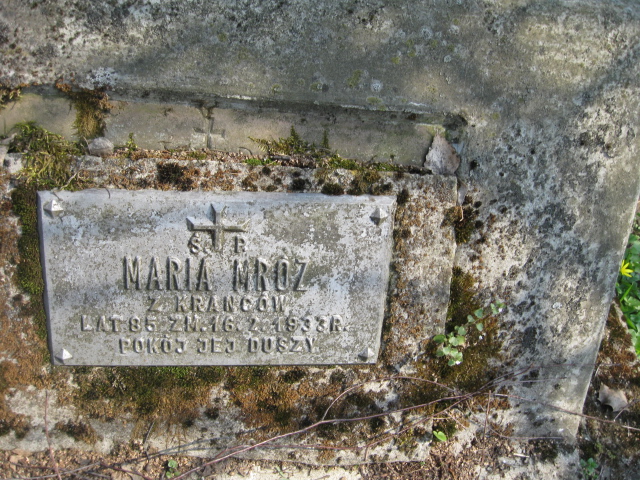 Ś. P.
MARIA MRÓZ
Z KRAŃCÓW
LAT 85. ZM. 16. 2. 1933 R.
POKÓJ JEJ DUSZY